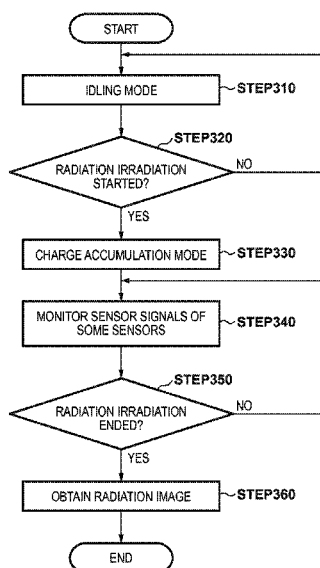 START
IDLING MODE
STEP310
STEP320
RADIATION IRRADIATION
STARTED?
NO
YES
CHARGE ACCUMULATION MODE
STEP330
MONITOR SENSOR SIGNALS OF
SOME SENSORS
STEP340
STEP350
RADIATION IRRADIATION
ENDED?
NO
YES
OBTAIN RADIATION IMAGE
STEP360
END